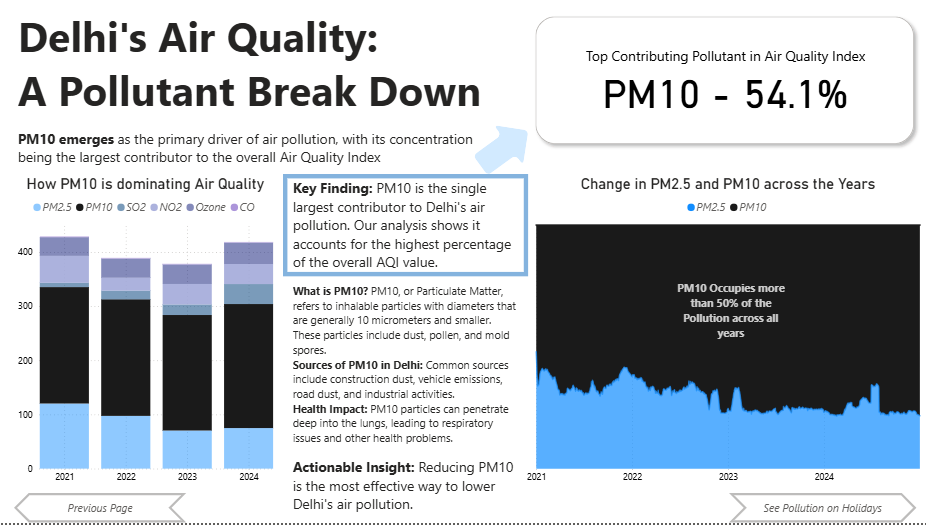 Delhi's Air Quality:
A Pollutant Break Down
PM10 emerges as the primary driver of air pollution, with its concentration
being the largest contributor to the overall Air Quality Index
Top Contributing Pollutant in Air Quality Index
PM10 - 54.1%
How PM10 is dominating Air Quality
PM2.5 PM10 SO2 NO2 Ozone CO
400
300
200
100
0
2021 2022 2023 2024
Key Finding: PM10 is the single
largest contributor to Delhi's air
pollution. Our analysis shows it
accounts for the highest percentage
of the overall AQI value.
What is PM10? PM10, or Particulate Matter,
refers to inhalable particles with diameters that
are generally 10 micrometers and smaller.
These particles include dust, pollen, and mold
spores.
Sources of PM10 in Delhi: Common sources
include construction dust, vehicle emissions,
road dust, and industrial activities.
Health Impact: PM10 particles can penetrate
deep into the lungs, leading to respiratory
issues and other health problems.
Actionable Insight: Reducing PM10
is the most effective way to lower
Delhi's air pollution.
Change in PM2.5 and PM10 across the Years
PM2.5 PM10
PM10 Occupies more
than 50% of the
Pollution across all
years
2021 2022 2023 2024
Previous Page
See Pollution on Holidays